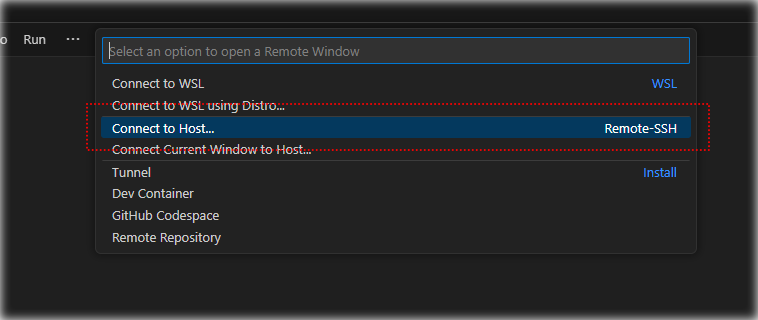 o Run ...
Select an option to open a Remote Window
Connect to WSL WSL
Connect to WSL using Distro...
Connect to Host... Remote-SSH
Connect Current Window to Host...
Tunnel Install
Dev Container
GitHub Codespace
Remote Repository